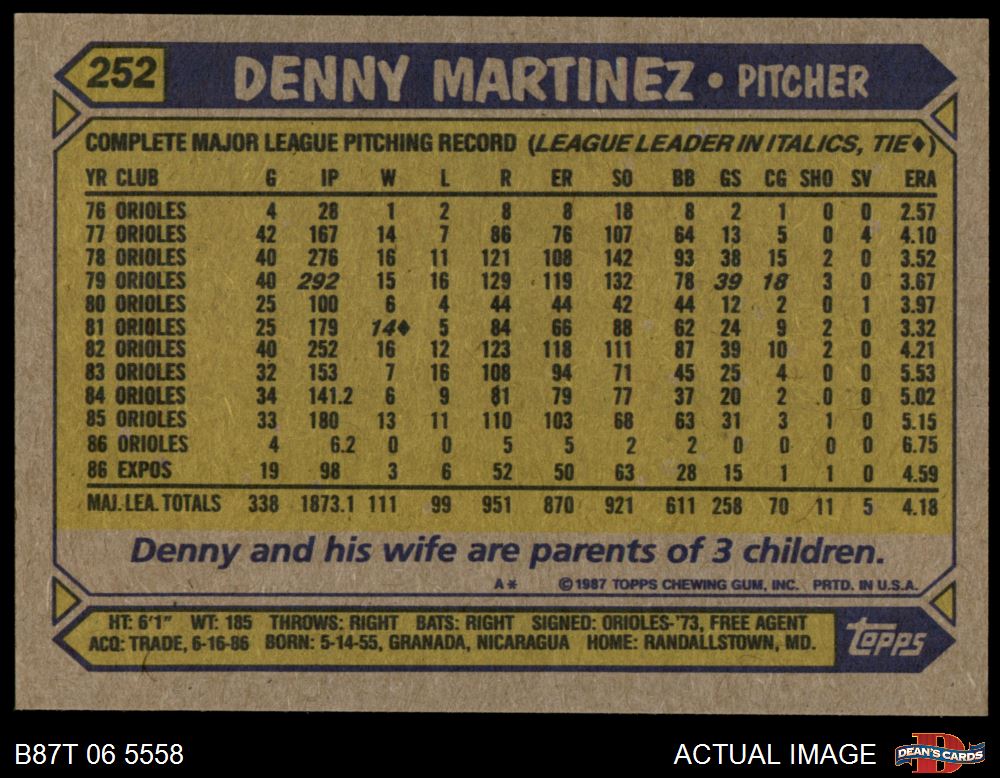 252 DENNY MARTINEZ • PITCHER
COMPLETE MAJOR LEAGUE PITCHING RECORD (LEAGUE LEADER IN ITALICS, TIE♦)
YR CLUB G IP W L R ER SO BB GS CG SHO SV ERA
76 ORIOLES 4 28 1 2 8 8 18 8 2 1 0 0 2.57
77 ORIOLES 42 167 14 7 86 76 107 64 13 5 0 4 4.10
78 ORIOLES 40 276 16 11 121 108 142 93 38 15 2 0 3.52
79 ORIOLES 40 292 15 16 129 119 132 78 39 18 3 0 3.67
80 ORIOLES 25 100 6 4 44 44 42 44 12 2 0 1 3.97
81 ORIOLES 25 179 14♦ 5 84 66 88 62 24 9 2 0 3.32
82 ORIOLES 40 252 16 12 123 118 111 87 39 10 2 0 4.21
83 ORIOLES 32 153 7 16 108 94 71 45 25 4 0 0 5.53
84 ORIOLES 34 141.2 6 9 81 79 77 37 20 2 0 0 5.02
85 ORIOLES 33 180 13 11 110 103 68 63 31 3 1 0 5.15
86 ORIOLES 4 6.2 0 0 5 5 2 2 0 0 0 0 6.75
86 EXPOS 19 98 3 6 52 50 63 28 15 1 1 0 4.59
MAJ. LEA. TOTALS 338 1873.1 111 99 951 870 921 611 258 70 11 5 4.18
Denny and his wife are parents of 3 children.
A* ©1987 TOPPS CHEWING GUM, INC. PRTD. IN U.S.A.
HT: 6'1" WT: 185 THROWS: RIGHT BATS: RIGHT SIGNED: ORIOLES-'73, FREE AGENT
ACQ: TRADE, 6-16-86 BORN: 5-14-55, GRANADA, NICARAGUA HOME: RANDALLSTOWN, MD.
topps
B87T 06 5558 ACTUAL IMAGE DEAN'S CARDS